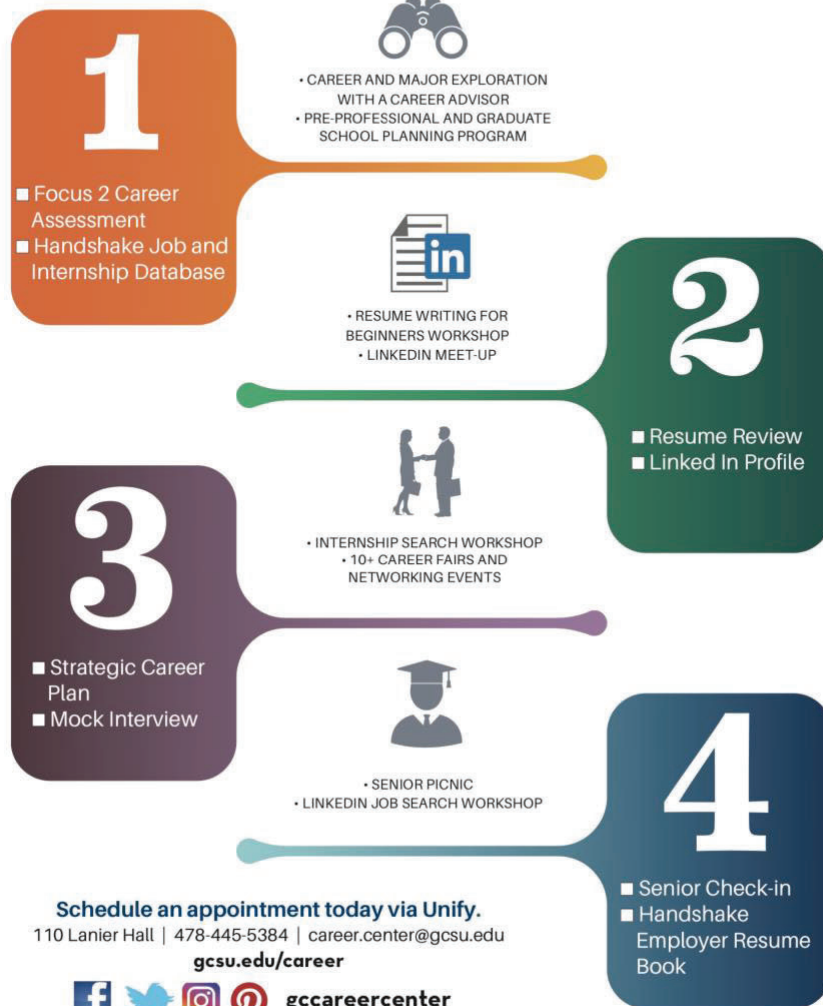 1
■ Focus 2 Career
Assessment
■ Handshake Job and
Internship Database
• CAREER AND MAJOR EXPLORATION
WITH A CAREER ADVISOR
• PRE-PROFESSIONAL AND GRADUATE
SCHOOL PLANNING PROGRAM
in
• RESUME WRITING FOR
BEGINNERS WORKSHOP
• LINKEDIN MEET-UP
2
■ Resume Review
■ Linked In Profile
3
■ Strategic Career
Plan
■ Mock Interview
• INTERNSHIP SEARCH WORKSHOP
• 10+ CAREER FAIRS AND
NETWORKING EVENTS
• SENIOR PICNIC
• LINKEDIN JOB SEARCH WORKSHOP
4
■ Senior Check-in
■ Handshake
Employer Resume
Book
Schedule an appointment today via Unify.
110 Lanier Hall | 478-445-5384 | career.center@gcsu.edu
gcsu.edu/career
gccareercenter